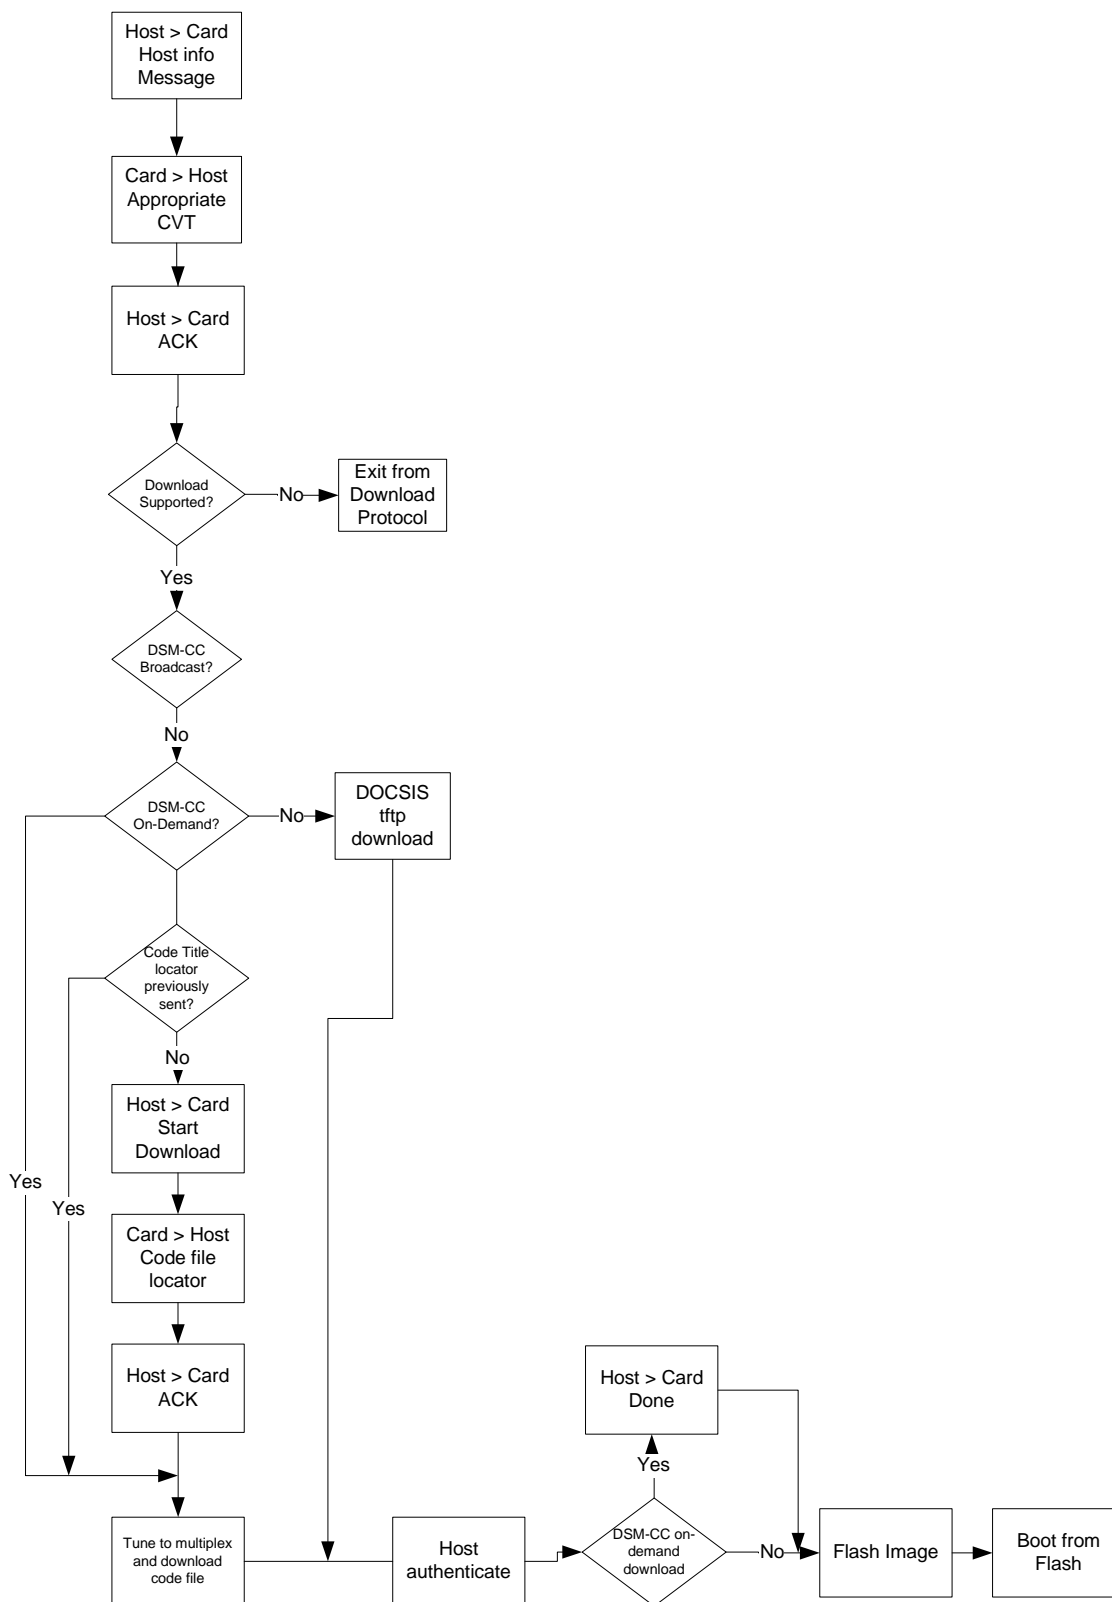 Host > Card
Host info
Message
Card > Host
Appropriate
CVT
Host > Card
ACK
Download
Supported?
No
Exit from
Download
Protocol
Yes
DSM-CC
Broadcast?
No
DSM-CC
On-Demand?
No
DOCSIS
tftp
download
Code Title
locator
previously
sent?
No
Host > Card
Start
Download
Yes
Yes
Card > Host
Code file
locator
Host > Card
ACK
Host > Card
Done
Yes
Tune to multiplex
and download
code file
Host
authenticate
DSM-CC on-
demand
download
No
Flash Image
Boot from
Flash